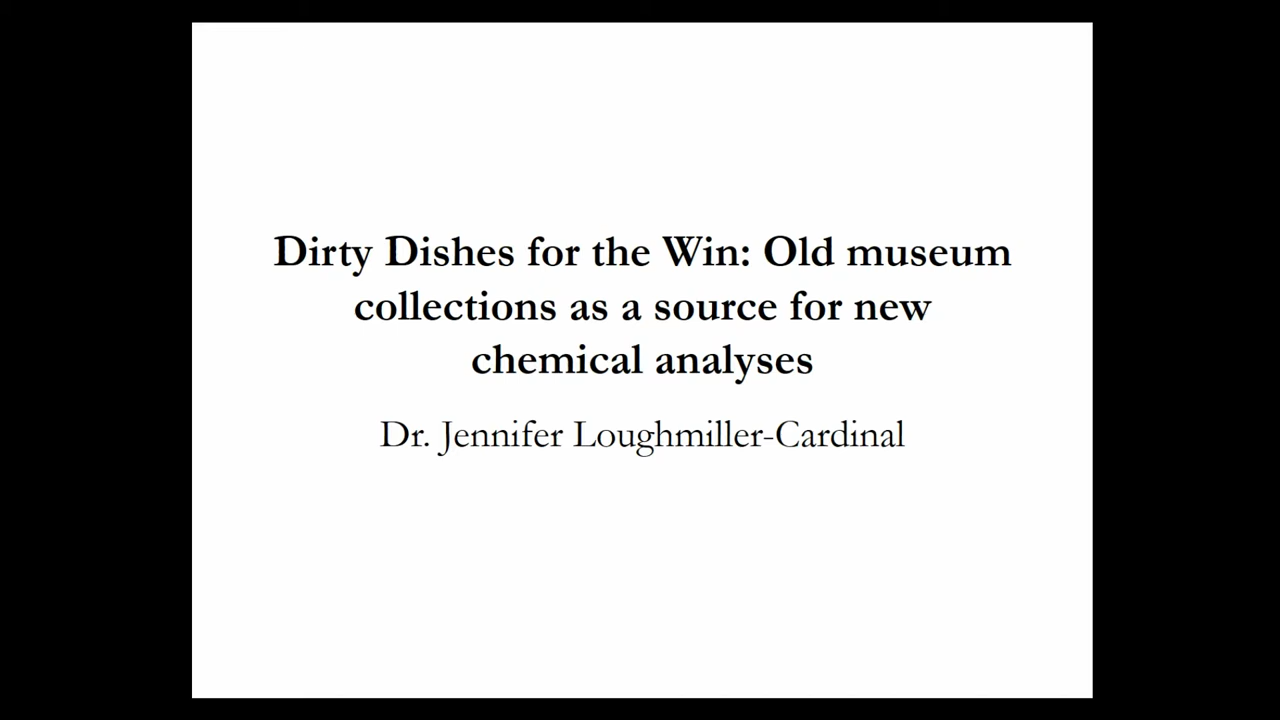 Dirty Dishes for the Win: Old museum
collections as a source for new
chemical analyses
Dr. Jennifer Loughmiller-Cardinal